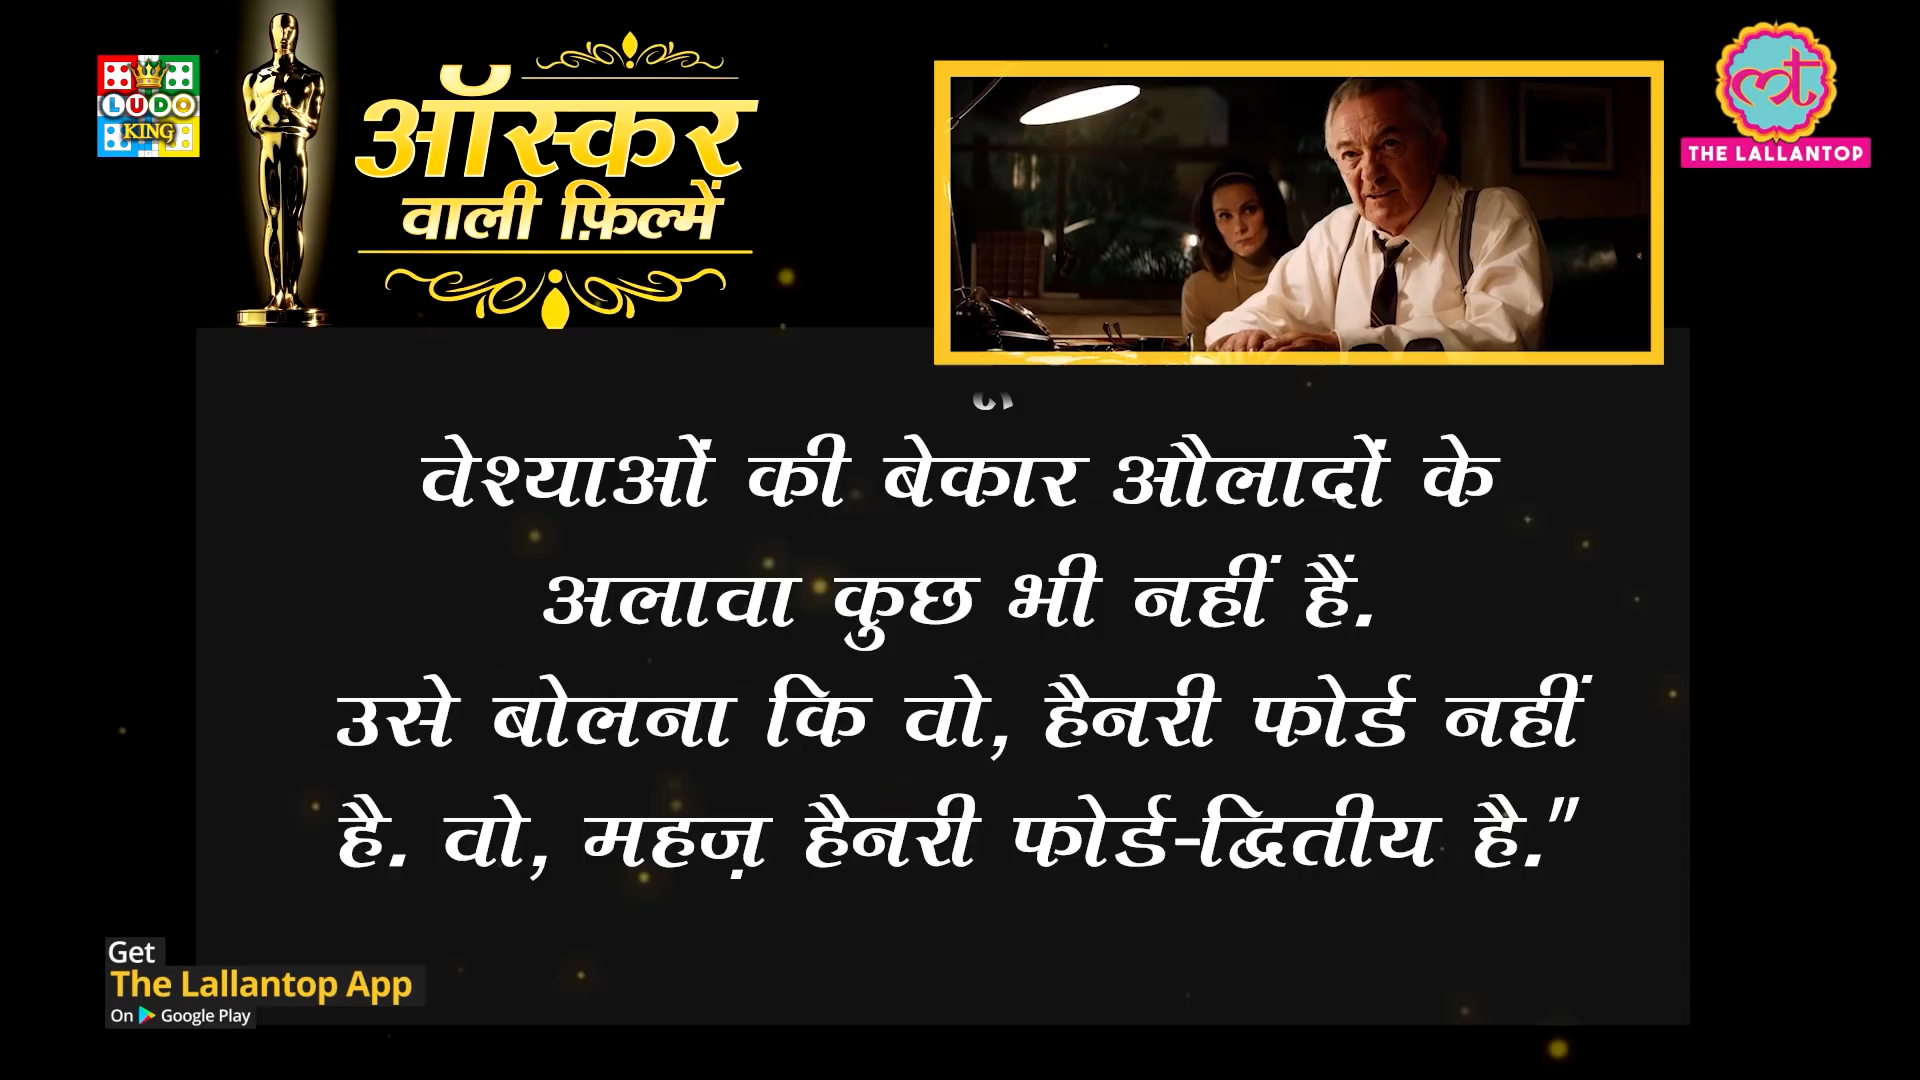 LUDO
KING
ऑस्कर
वाली फ़िल्में
THE LALLANTOP
वेश्याओं की बेकार औलादों के
अलावा कुछ भी नहीं हैं.
उसे बोलना कि वो, हैनरी फोर्ड नहीं
है. वो, महज़ हैनरी फोर्ड-द्वितीय है."
Get
The Lallantop App
On Google Play